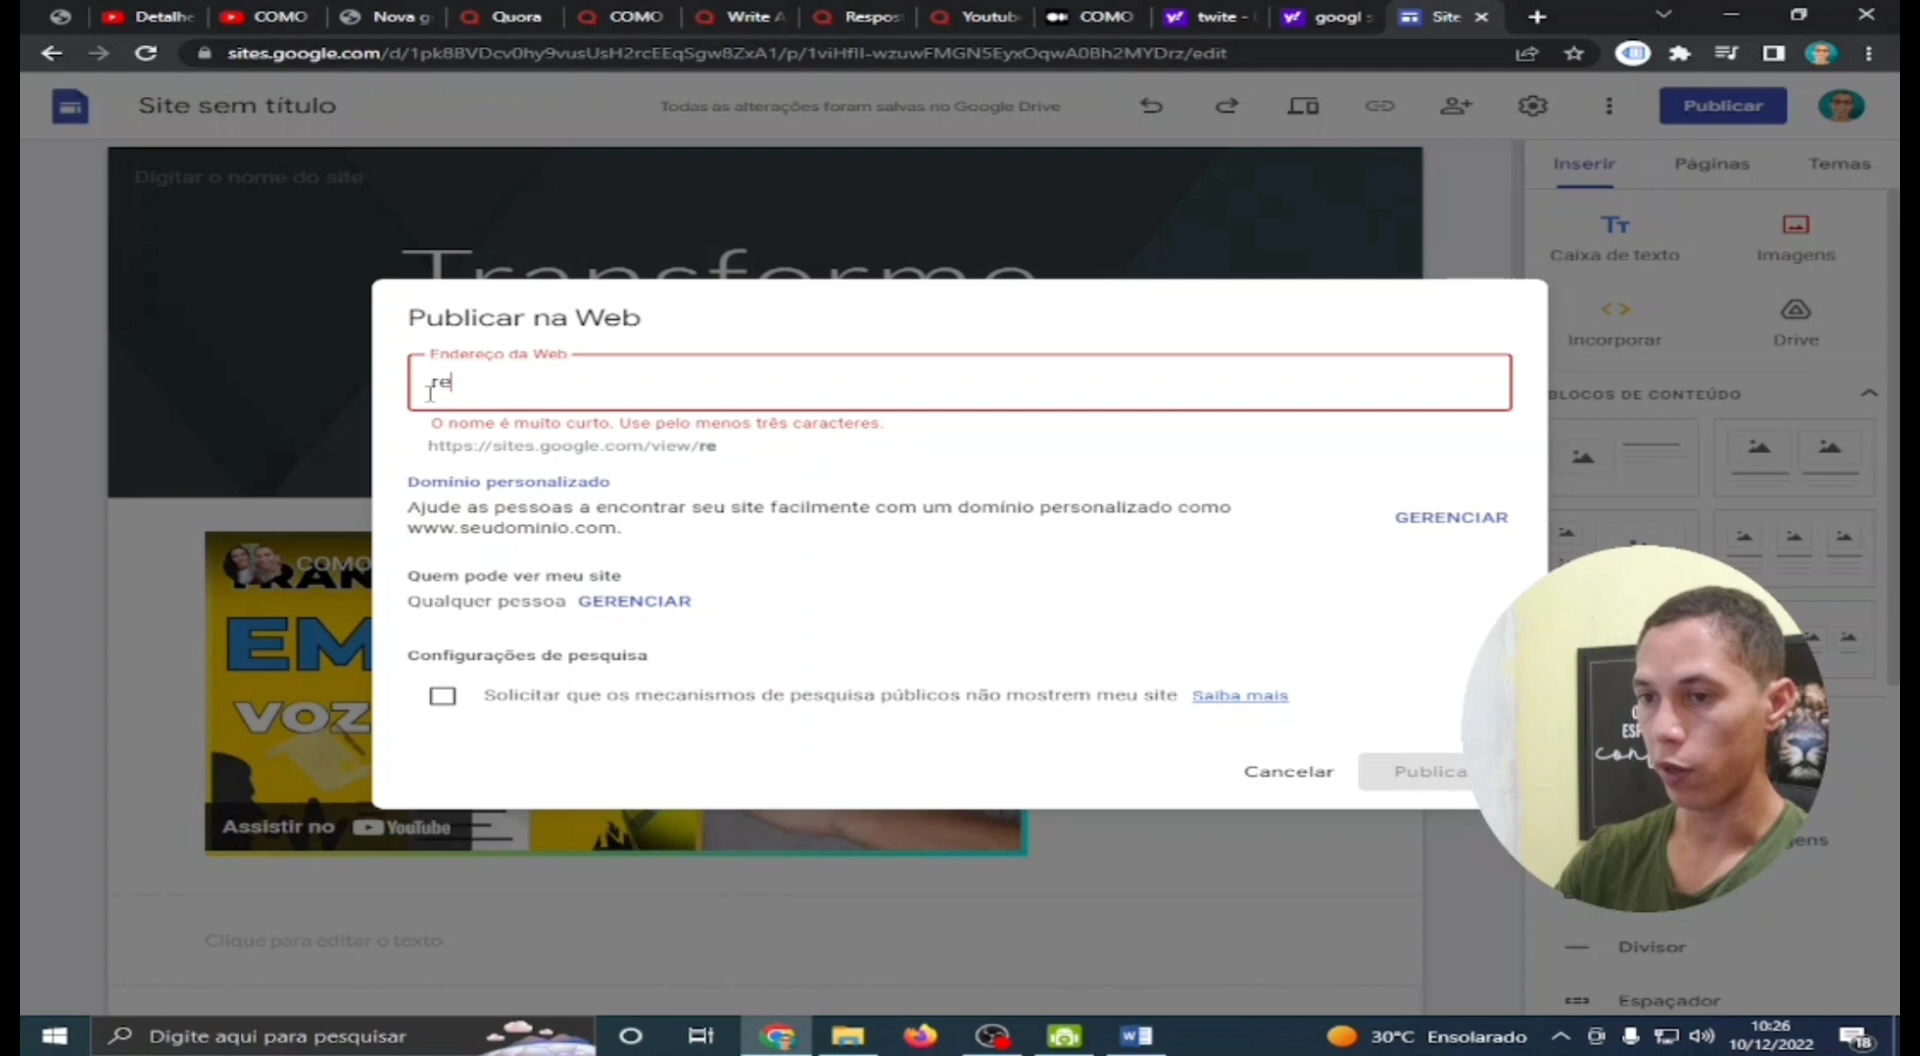 Detalhe
COMO
Nova g
Quora
COMO
Write A
Respos
Youtub
COMO
twite -
googl s
Site
sites.google.com/d/1pk8BVDcv0hy9vusUsH2rcEEqSgw8ZxA1/p/1viHfII-wzuwFMGN5EyxOqwA0Bh2MYDrz/edit
Site sem título
Todas as alterações foram salvas no Google Drive
Publicar
Digitar o nome do site
Inserir
Páginas
Temas
Transforme
Caixa de texto
Imagens
Incorporar
Drive
BLOCOS DE CONTEÚDO
Publicar na Web
Endereço da Web
re
O nome é muito curto. Use pelo menos três caracteres.
https://sites.google.com/view/re
Domínio personalizado
Ajude as pessoas a encontrar seu site facilmente com um domínio personalizado como
www.seudominio.com.
GERENCIAR
Quem pode ver meu site
Qualquer pessoa GERENCIAR
Configurações de pesquisa
Solicitar que os mecanismos de pesquisa públicos não mostrem meu site Saiba mais
Cancelar
Publica
COMO
TRAN
EM
VOZ
Assistir no YouTube
Clique para editar o texto
Divisor
Espaçador
Digite aqui para pesquisar
30°C Ensolarado
10:26
10/12/2022
18